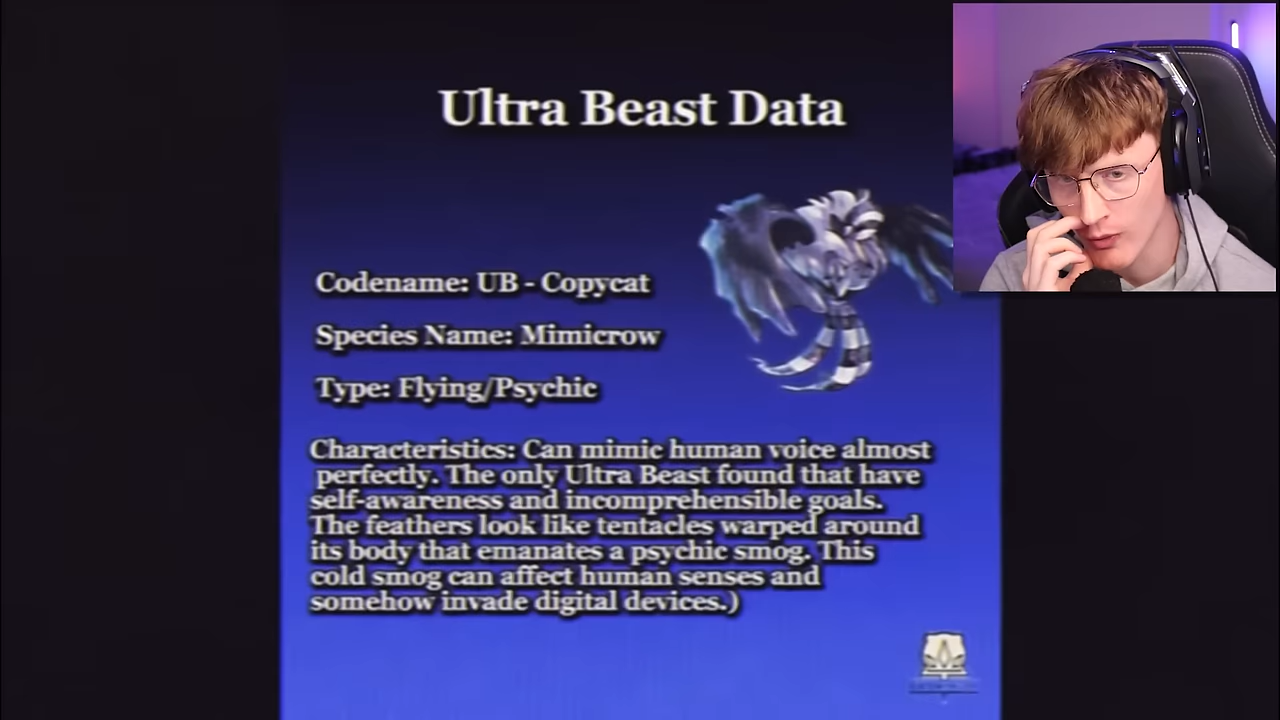 Ultra Beast Data
Codename: UB - Copycat
Species Name: Mimicrow
Type: Flying/Psychic
Characteristics: Can mimic human voice almost
perfectly. The only Ultra Beast found that have
self-awareness and incomprehensible goals.
The feathers look like tentacles warped around
its body that emanates a psychic smog. This
cold smog can affect human senses and
somehow invade digital devices.)